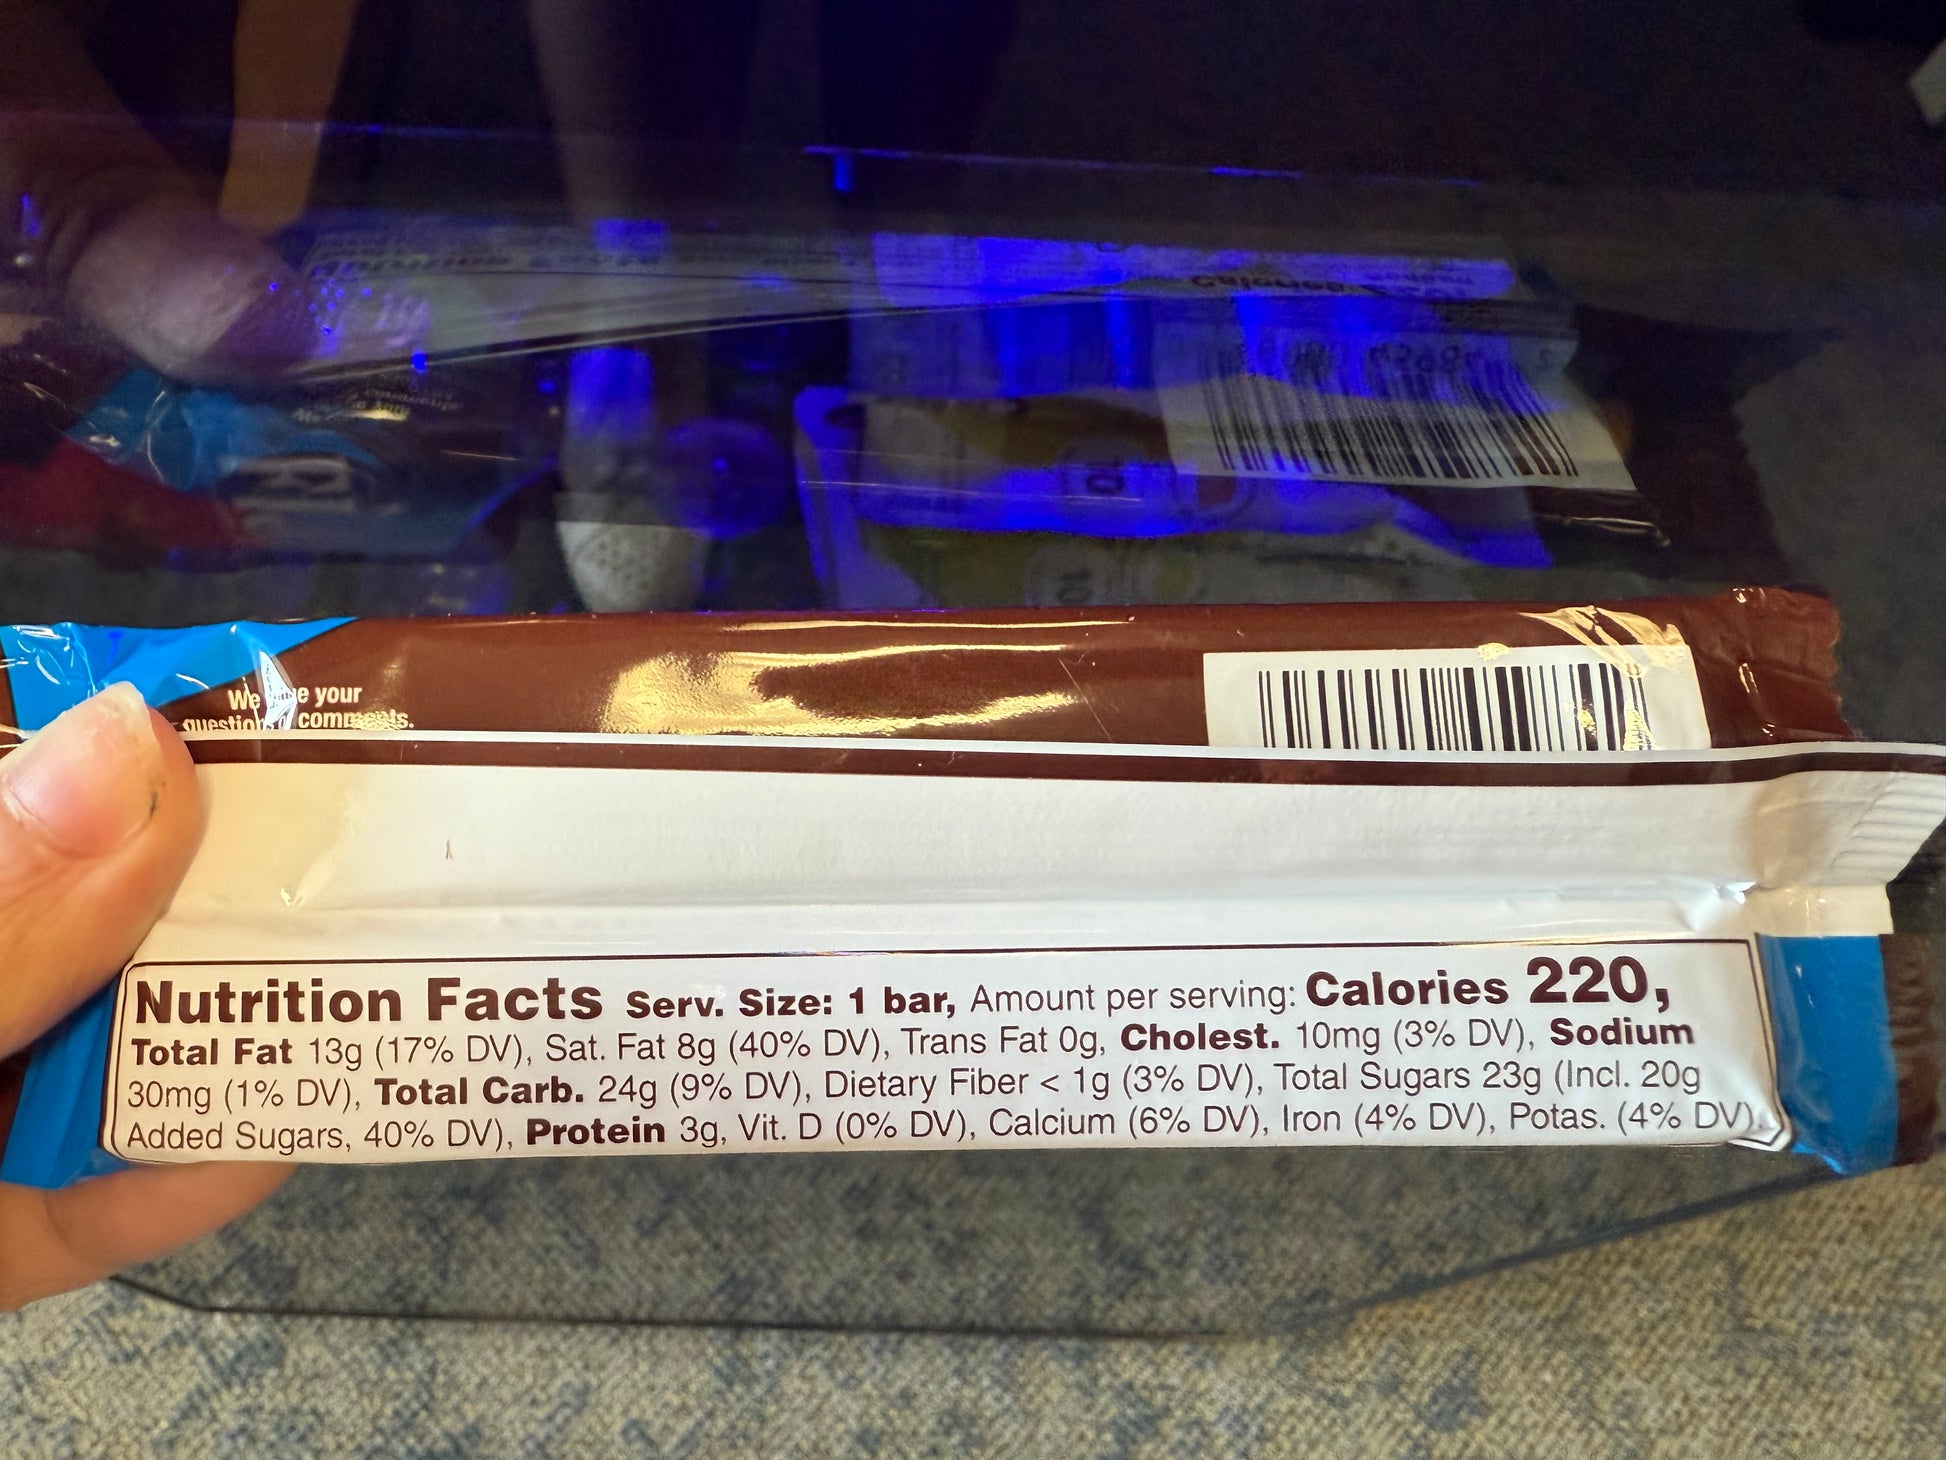 We your
comments.
Nutrition Facts Serv. Size: 1 bar, Amount per serving: Calories 220,
Total Fat 13g (17% DV), Sat. Fat 8g (40% DV), Trans Fat 0g, Cholest. 10mg (3% DV), Sodium
30mg (1% DV), Total Carb. 24g (9% DV), Dietary Fiber < 1g (3% DV), Total Sugars 23g (Incl. 20g
Added Sugars, 40% DV), Protein 3g, Vit. D (0% DV), Calcium (6% DV), Iron (4% DV), Potas. (4% DV).